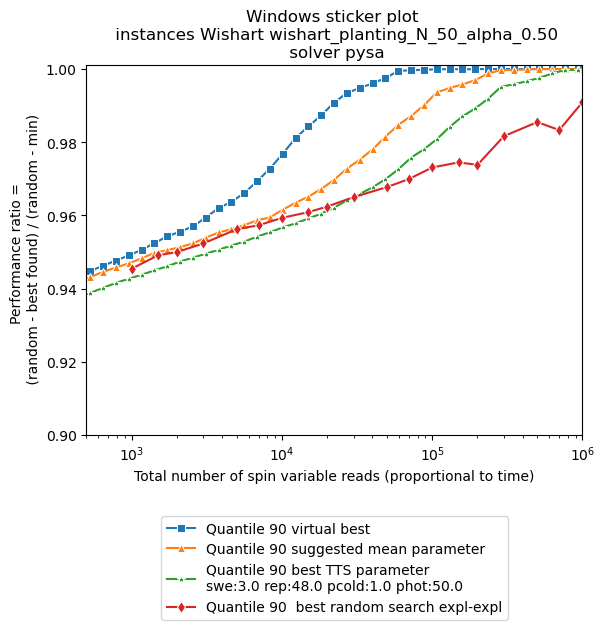 Windows sticker plot
instances Wishart wishart_planting_N_50_alpha_0.50
solver pysa
Performance ratio =
(random - best found) / (random - min)
1.00
0.98
0.96
0.94
0.92
0.90
10³
10⁴
10⁵
10⁶
Total number of spin variable reads (proportional to time)
Quantile 90 virtual best
Quantile 90 suggested mean parameter
Quantile 90 best TTS parameter
swe:3.0 rep:48.0 pcold:1.0 phot:50.0
Quantile 90  best random search expl-expl